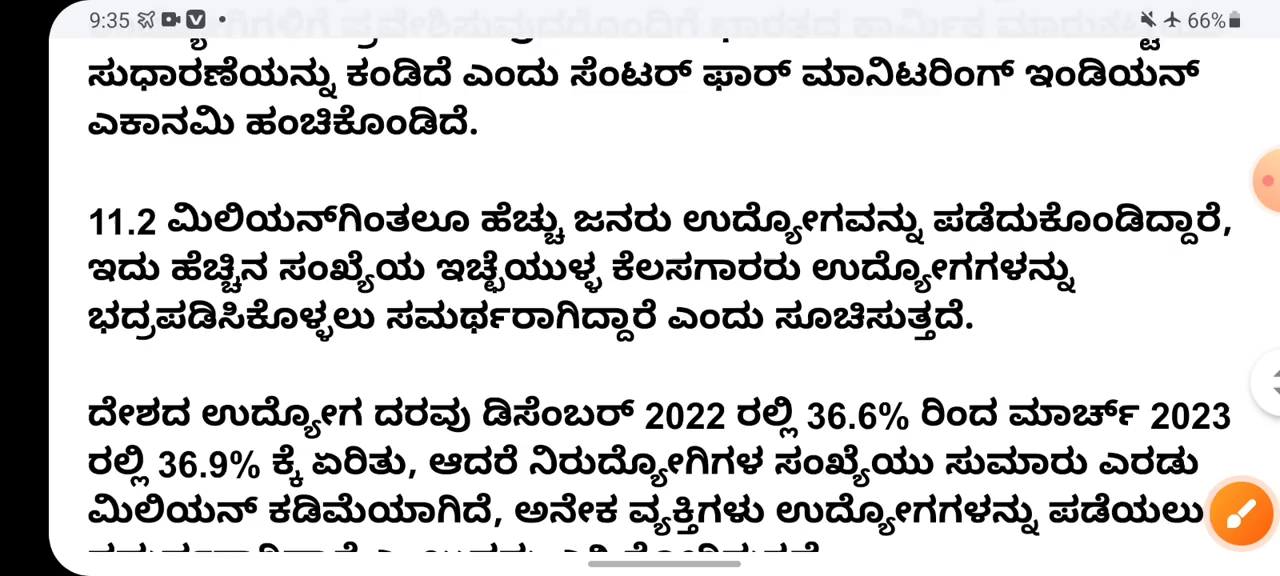 9:35 66%
ಸುಧಾರಣೆಯನ್ನು ಕಂಡಿದೆ ಎಂದು ಸೆಂಟರ್ ಫಾರ್ ಮಾನಿಟರಿಂಗ್ ಇಂಡಿಯನ್
ಎಕಾನಮಿ ಹಂಚಿಕೊಂಡಿದೆ.
11.2 ಮಿಲಿಯನ್‌ಗಿಂತಲೂ ಹೆಚ್ಚು ಜನರು ಉದ್ಯೋಗವನ್ನು ಪಡೆದುಕೊಂಡಿದ್ದಾರೆ,
ಇದು ಹೆಚ್ಚಿನ ಸಂಖ್ಯೆಯ ಇಚ್ಛೆಯುಳ್ಳ ಕೆಲಸಗಾರರು ಉದ್ಯೋಗಗಳನ್ನು
ಭದ್ರಪಡಿಸಿಕೊಳ್ಳಲು ಸಮರ್ಥರಾಗಿದ್ದಾರೆ ಎಂದು ಸೂಚಿಸುತ್ತದೆ.
ದೇಶದ ಉದ್ಯೋಗ ದರವು ಡಿಸೆಂಬರ್ 2022 ರಲ್ಲಿ 36.6% ರಿಂದ ಮಾರ್ಚ್ 2023
ರಲ್ಲಿ 36.9% ಕ್ಕೆ ಏರಿತು, ಆದರೆ ನಿರುದ್ಯೋಗಿಗಳ ಸಂಖ್ಯೆಯು ಸುಮಾರು ಎರಡು
ಮಿಲಿಯನ್ ಕಡಿಮೆಯಾಗಿದೆ, ಅನೇಕ ವ್ಯಕ್ತಿಗಳು ಉದ್ಯೋಗಗಳನ್ನು ಪಡೆಯಲು